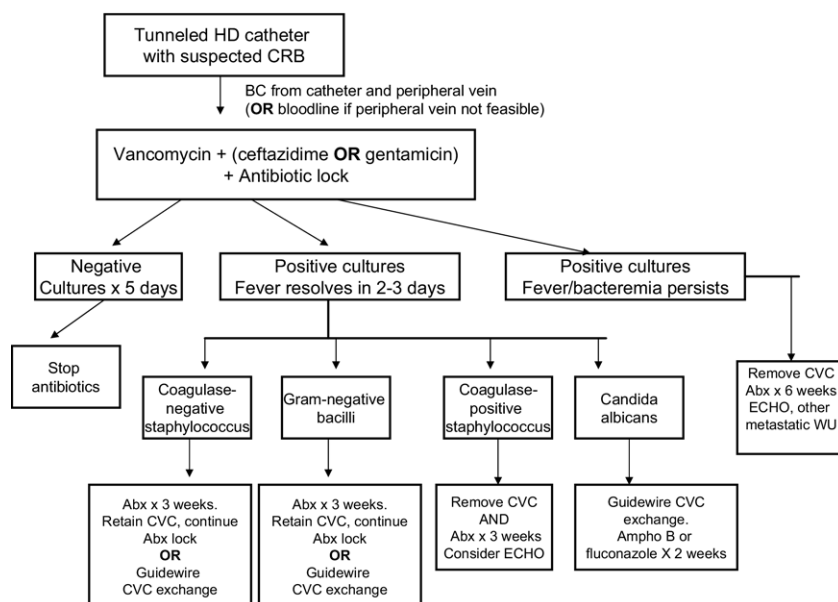 Tunneled HD catheter
with suspected CRB
BC from catheter and peripheral vein
(OR bloodline if peripheral vein not feasible)
Vancomycin + (ceftazidime OR gentamicin)
+ Antibiotic lock
Negative
Cultures x 5 days
Positive cultures
Fever resolves in 2-3 days
Positive cultures
Fever/bacteremia persists
Stop
antibiotics
Coagulase-
negative
staphylococcus
Gram-negative
bacilli
Coagulase-
positive
staphylococcus
Candida
albicans
Remove CVC
Abx x 6 weeks
ECHO, other
metastatic WU
Abx x 3 weeks.
Retain CVC, continue
Abx lock
OR
Guidewire
CVC exchange
Abx x 3 weeks.
Retain CVC, continue
Abx lock
OR
Guidewire
CVC exchange
Remove CVC
AND
Abx x 3 weeks
Consider ECHO
Guidewire CVC
exchange.
Ampho B or
fluconazole X 2 weeks